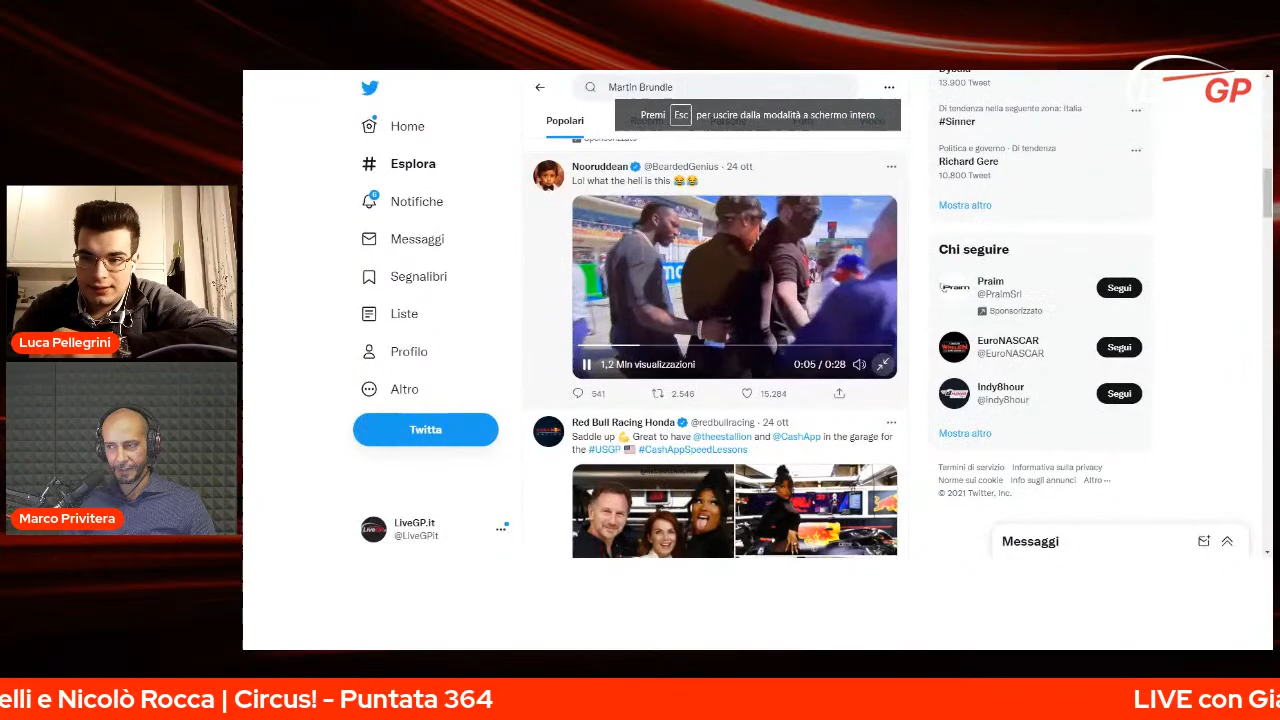 Luca Pellegrini
Marco Privitera
Home
Esplora
6
Notifiche
Messaggi
Segnalibri
Liste
Profilo
Altro
Twitta
LiveGP.it
@LiveGPit
Martin Brundle
Premi Esc per uscire dalla modalità a schermo intero
Popolari
Sponsorizzato
Nooruddean @BeardedGenius · 24 ott
Lol what the hell is this 😂😂
1,2 Mln visualizzazioni
0:05 / 0:28
541
2.546
15.284
Red Bull Racing Honda @redbullracing · 24 ott
Saddle up 💪 Great to have @theestallion and @CashApp in the garage for
the #USGP 🇺🇸 #CashAppSpeedLessons
Dybala
13.900 Tweet
Di tendenza nella seguente zona: Italia
#Sinner
Politica e governo · Di tendenza
Richard Gere
10.800 Tweet
Mostra altro
Chi seguire
Praim
Praim
@PraimSrl
Sponsorizzato
Segui
EuroNASCAR
@EuroNASCAR
Segui
Indy8hour
@indy8hour
Segui
Mostra altro
Termini di servizio Informativa sulla privacy
Norme sui cookie Info sugli annunci Altro ···
© 2021 Twitter, Inc.
Messaggi
GP
elli e Nicolò Rocca | Circus! - Puntata 364
LIVE con Gia